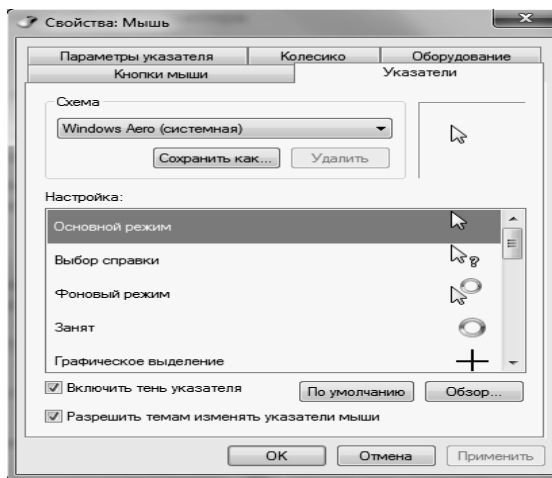 Свойства: Мышь
Параметры указателя Колесико Оборудование
Кнопки мыши Указатели
Схема
Windows Aero (системная)
Сохранить как... Удалить
Настройка:
Основной режим
Выбор справки
Фоновый режим
Занят
Графическое выделение
Включить тень указателя По умолчанию Обзор...
Разрешить темам изменять указатели мыши
OK Отмена Применить